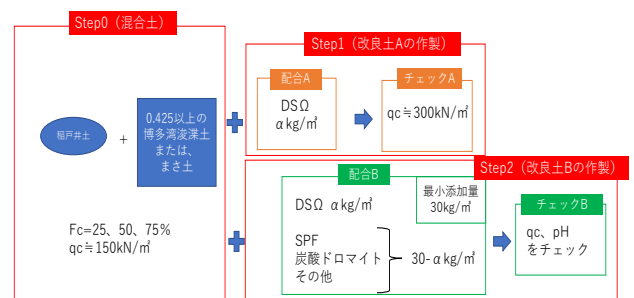 Step0（混合土）
稲戸井土
+
0.425以上の
博多湾浚渫土
または、
まさ土
Fc=25、50、75%
qc≒150kN/㎡
Step1（改良土Aの作製）
配合A
DSΩ
αkg/㎥
チェックA
qc≒300kN/㎡
Step2（改良土Bの作製）
配合B
最小添加量
30kg/㎥
DSΩ αkg/㎥
SPF
炭酸ドロマイト
その他
30-αkg/㎥
チェックB
qc、pH
をチェック